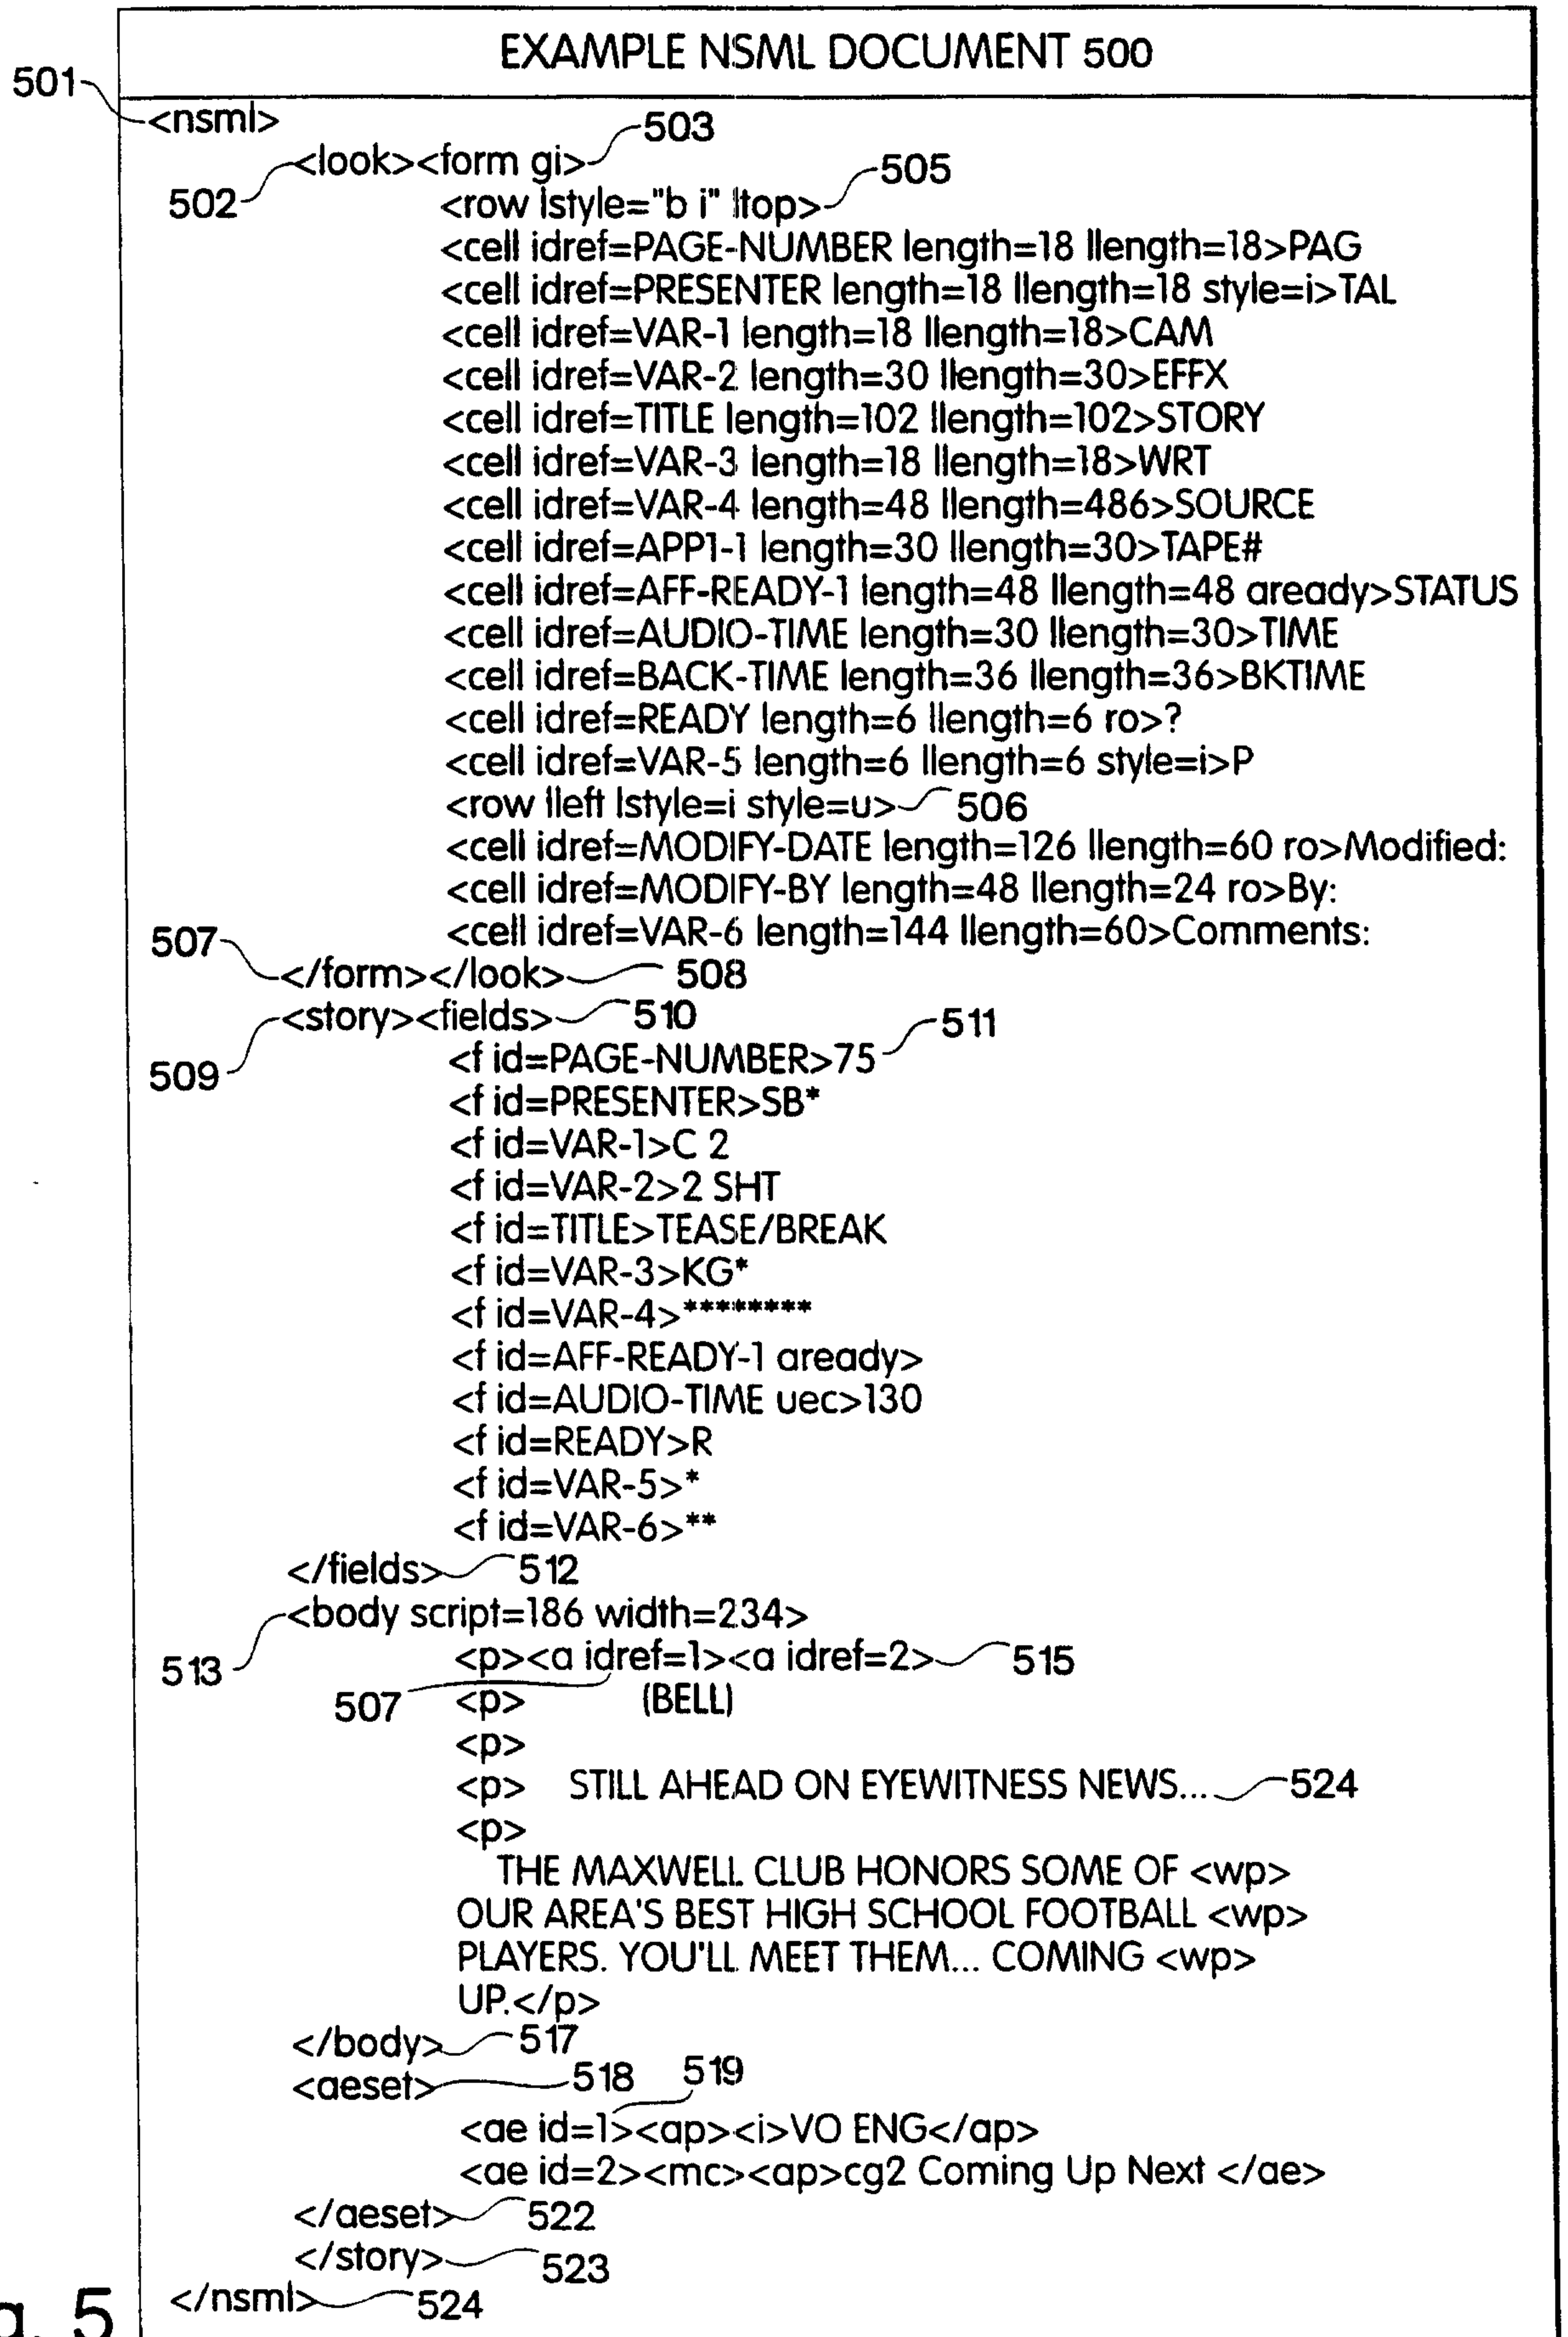 EXAMPLE NSML DOCUMENT 500
501
<nsml>
503
<look><form gi>
505
502
<row lstyle="b i" ltop>
<cell idref=PAGE-NUMBER length=18 llength=18>PAG
<cell idref=PRESENTER length=18 llength=18 style=i>TAL
<cell idref=VAR-1 length=18 llength=18>CAM
<cell idref=VAR-2 length=30 llength=30>EFFX
<cell idref=TITLE length=102 llength=102>STORY
<cell idref=VAR-3 length=18 llength=18>WRT
<cell idref=VAR-4 length=48 llength=486>SOURCE
<cell idref=APP1-1 length=30 llength=30>TAPE#
<cell idref=AFF-READY-1 length=48 llength=48 aready>STATUS
<cell idref=AUDIO-TIME length=30 llength=30>TIME
<cell idref=BACK-TIME length=36 llength=36>BKTIME
<cell idref=READY length=6 llength=6 ro>?
<cell idref=VAR-5 length=6 llength=6 style=i>P
<row lleft lstyle=i style=u> 506
<cell idref=MODIFY-DATE length=126 llength=60 ro>Modified:
<cell idref=MODIFY-BY length=48 llength=24 ro>By:
<cell idref=VAR-6 length=144 llength=60>Comments:
507
</form></look> 508
<story><fields> 510
511
509
<f id=PAGE-NUMBER>75
<f id=PRESENTER>SB*
<f id=VAR-1>C 2
<f id=VAR-2>2 SHT
<f id=TITLE>TEASE/BREAK
<f id=VAR-3>KG*
<f id=VAR-4>********
<f id=AFF-READY-1 aready>
<f id=AUDIO-TIME uec>130
<f id=READY>R
<f id=VAR-5>*
<f id=VAR-6>**
</fields> 512
<body script=186 width=234>
513
<p><a idref=1><a idref=2> 515
507
<p> (BELL)
<p>
<p> STILL AHEAD ON EYEWITNESS NEWS... 524
<p>
THE MAXWELL CLUB HONORS SOME OF <wp>
OUR AREA'S BEST HIGH SCHOOL FOOTBALL <wp>
PLAYERS. YOU'LL MEET THEM... COMING <wp>
UP.</p>
</body> 517
<aeset> 518 519
<ae id=1><ap><i>VO ENG</ap>
<ae id=2><mc><ap>cg2 Coming Up Next </ae>
</aeset> 522
</story> 523
</nsml> 524
g. 5